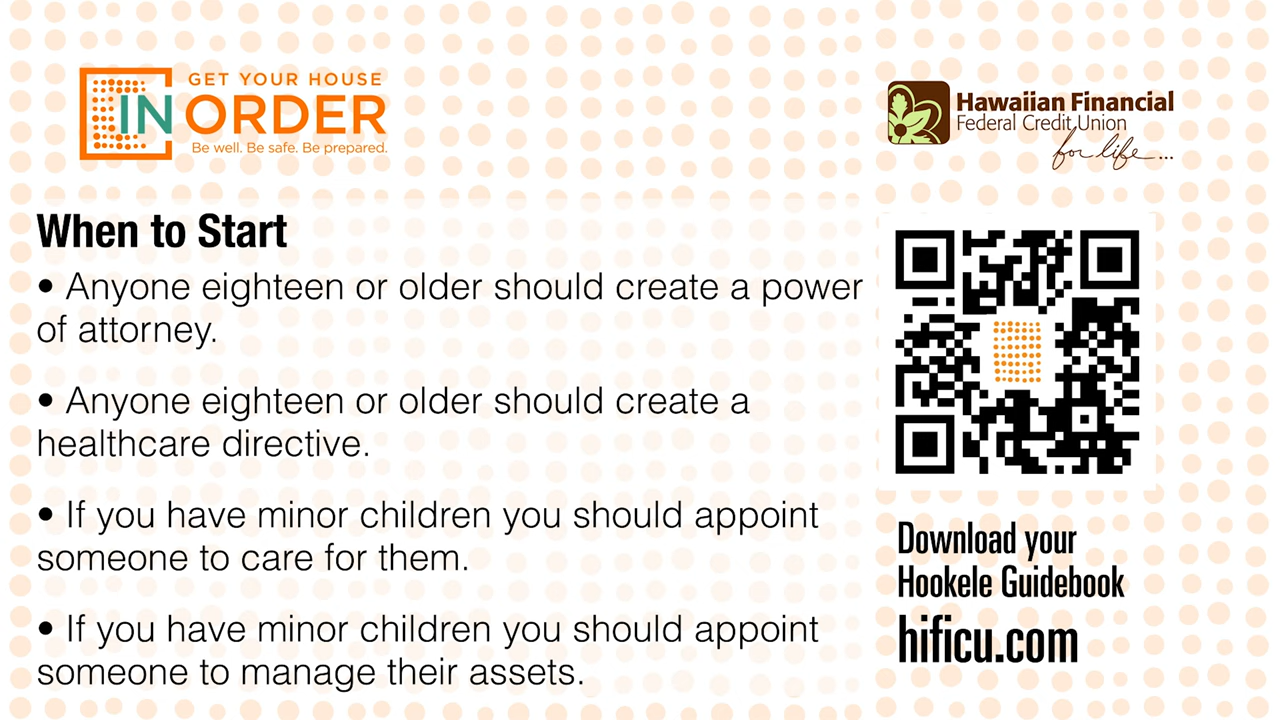 GET YOUR HOUSE
IN ORDER
Be well. Be safe. Be prepared.
Hawaiian Financial
Federal Credit Union
for life...
When to Start
• Anyone eighteen or older should create a power
of attorney.
• Anyone eighteen or older should create a
healthcare directive.
• If you have minor children you should appoint
someone to care for them.
• If you have minor children you should appoint
someone to manage their assets.
Download your
Hookele Guidebook
hificu.com